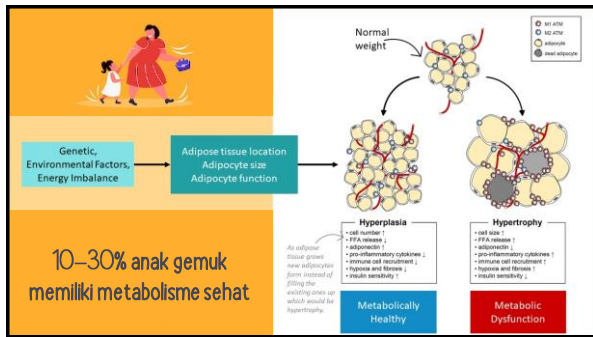 Genetic,
Environmental Factors,
Energy Imbalance
Adipose tissue location
Adipocyte size
Adipocyte function
10-30% anak gemuk
memiliki metabolisme sehat
Normal
weight
M1 ATM
M2 ATM
adipocyte
dead adipocyte
As adipose
tissue grows
new adipocytes
form instead of
filling the
existing ones up
which would be
hypertrophy.
Hyperplasia
• cell number ↑
• FFA release ↓
• adiponectin ↑
• pro-inflammatory cytokines ↓
• immune cell recruitment ↓
• hypoxia and fibrosis ↓
• insulin sensitivity ↑
Metabolically
Healthy
Hypertrophy
• cell size ↑
• FFA release ↑
• adiponectin ↓
• pro-inflammatory cytokines ↑
• immune cell recruitment ↑
• hypoxia and fibrosis ↑
• insulin sensitivity ↓
Metabolic
Dysfunction